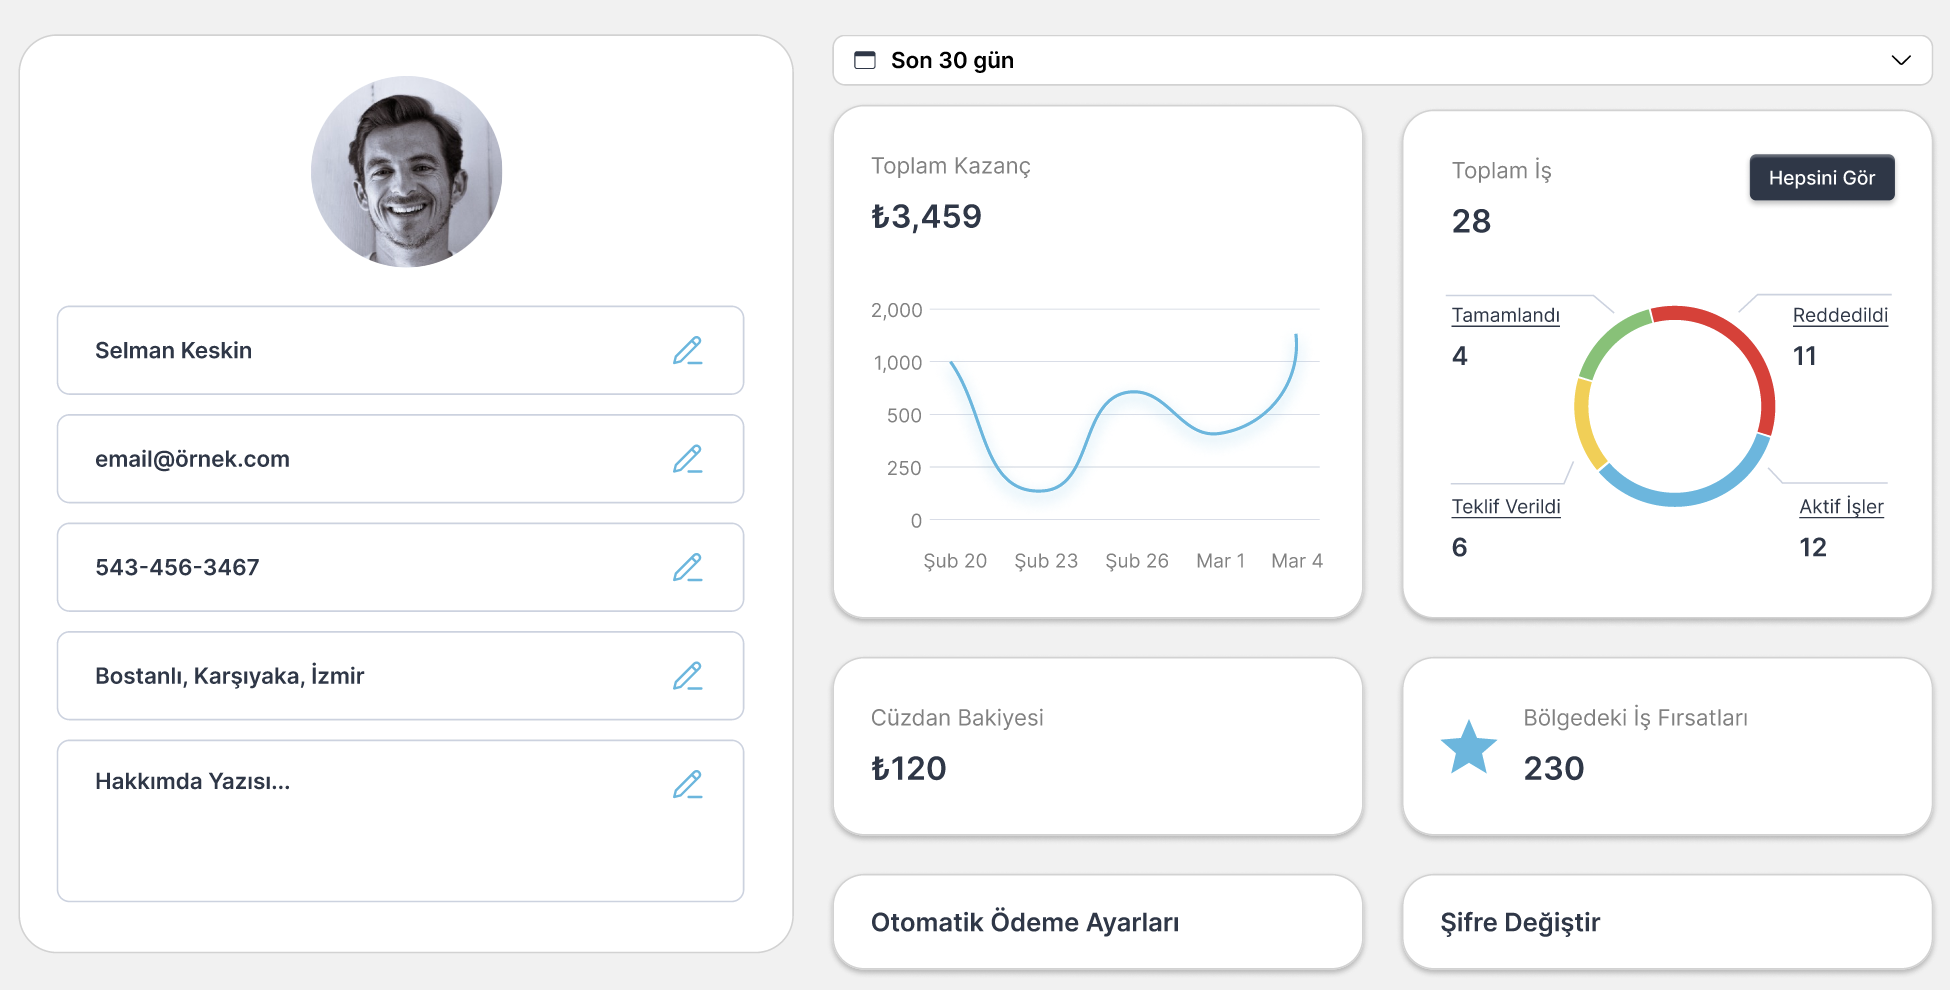 Selman Keskin
email@örnek.com
543-456-3467
Bostanlı, Karşıyaka, İzmir
Hakkımda Yazısı...
Son 30 gün
Toplam Kazanç
₺3,459
2,000
1,000
500
250
0
Şub 20 Şub 23 Şub 26 Mar 1 Mar 4
Toplam İş
28
Hepsini Gör
Tamamlandı
4
Reddedildi
11
Teklif Verildi
6
Aktif İşler
12
Cüzdan Bakiyesi
₺120
Bölgedeki İş Fırsatları
230
Otomatik Ödeme Ayarları
Şifre Değiştir